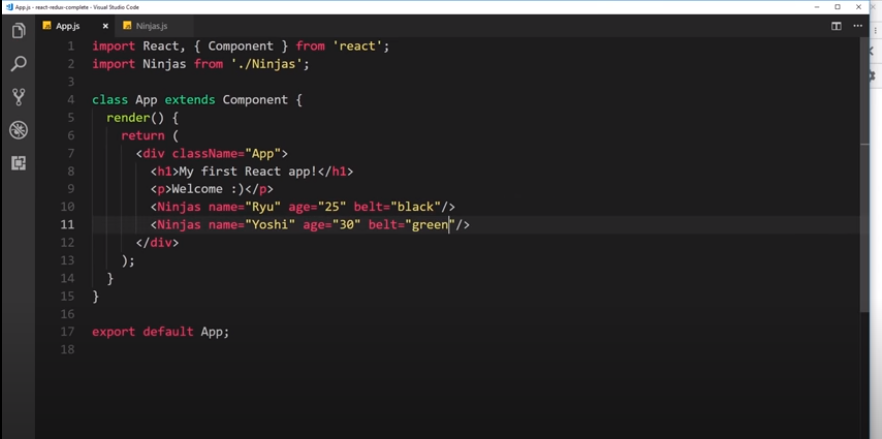 App.js - react-redux-complete - Visual Studio Code
App.js × Ninjas.js
1 import React, { Component } from 'react';
2 import Ninjas from './Ninjas';
3
4 class App extends Component {
5 render() {
6 return (
7 <div className="App">
8 <h1>My first React app!</h1>
9 <p>Welcome :)</p>
10 <Ninjas name="Ryu" age="25" belt="black"/>
11 <Ninjas name="Yoshi" age="30" belt="green"/>
12 </div>
13 );
14 }
15 }
16
17 export default App;
18